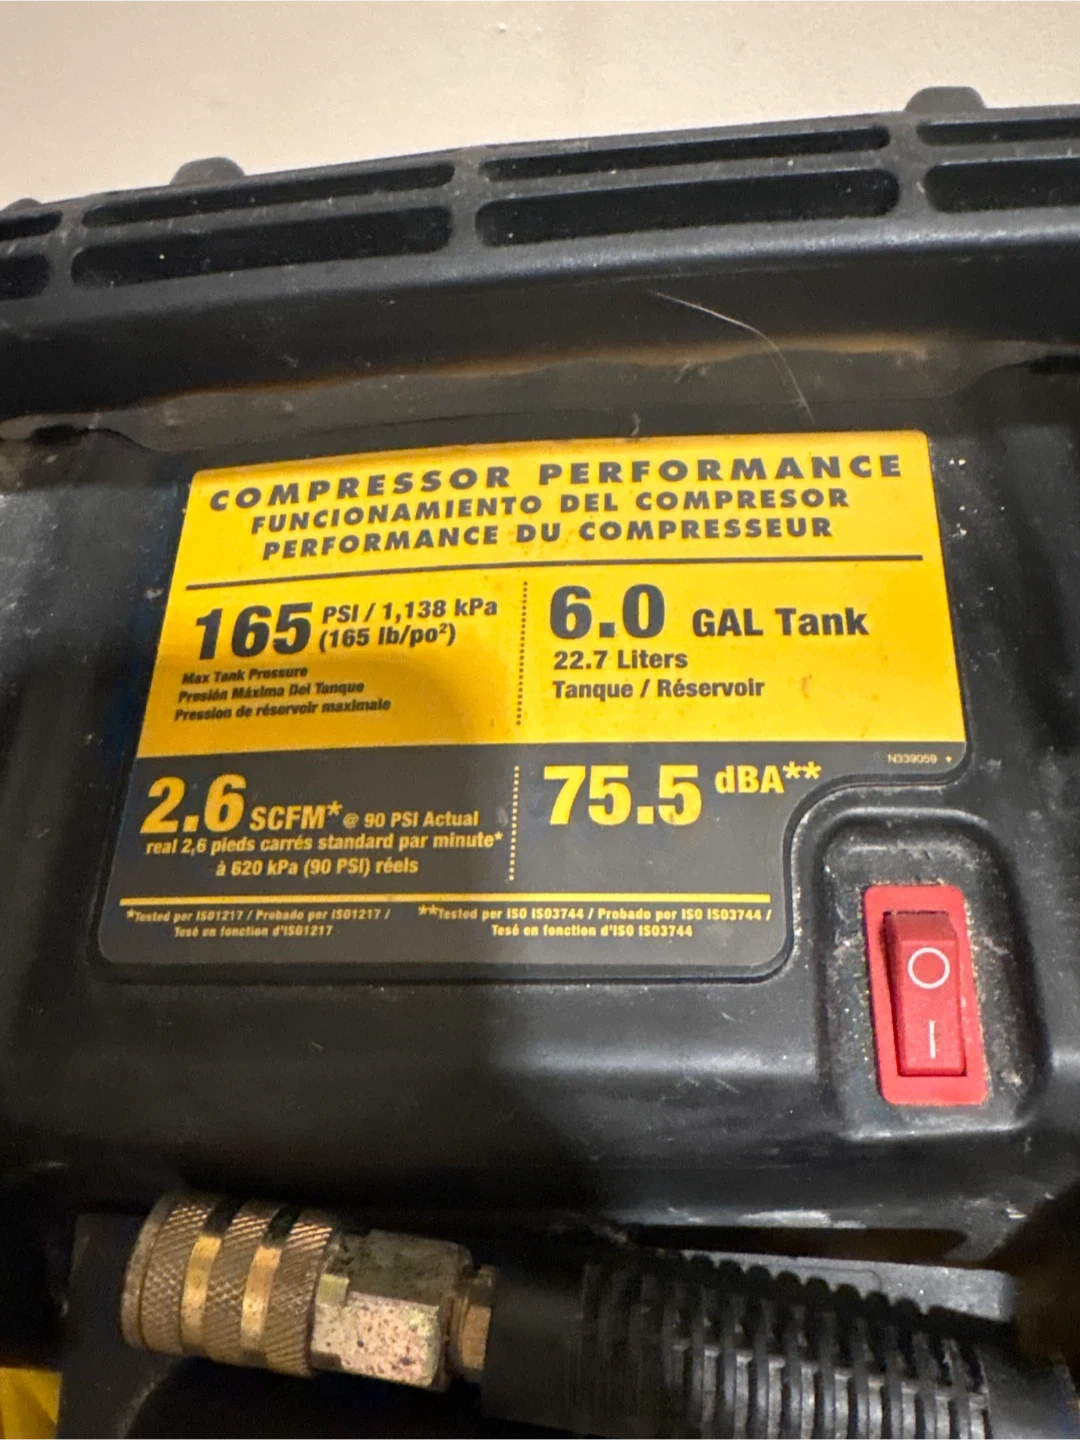 COMPRESSOR PERFORMANCE
FUNCIONAMIENTO DEL COMPRESOR
PERFORMANCE DU COMPRESSEUR
165 PSI / 1,138 kPa
(165 lb/po²)
Max Tank Pressure
Presión Máxima Del Tanque
Pression de réservoir maximale
6.0 GAL Tank
22.7 Liters
Tanque / Réservoir
N339059
2.6 SCFM* @ 90 PSI Actual
real 2,6 pieds carrés standard par minute*
à 620 kPa (90 PSI) réels
75.5 dBA**
*Tested per ISO1217 / Probado por ISO1217 /
Tesé en fonction d'ISO1217
**Tested per ISO ISO3744 / Probado por ISO ISO3744 /
Tesé en fonction d'ISO ISO3744
O
I